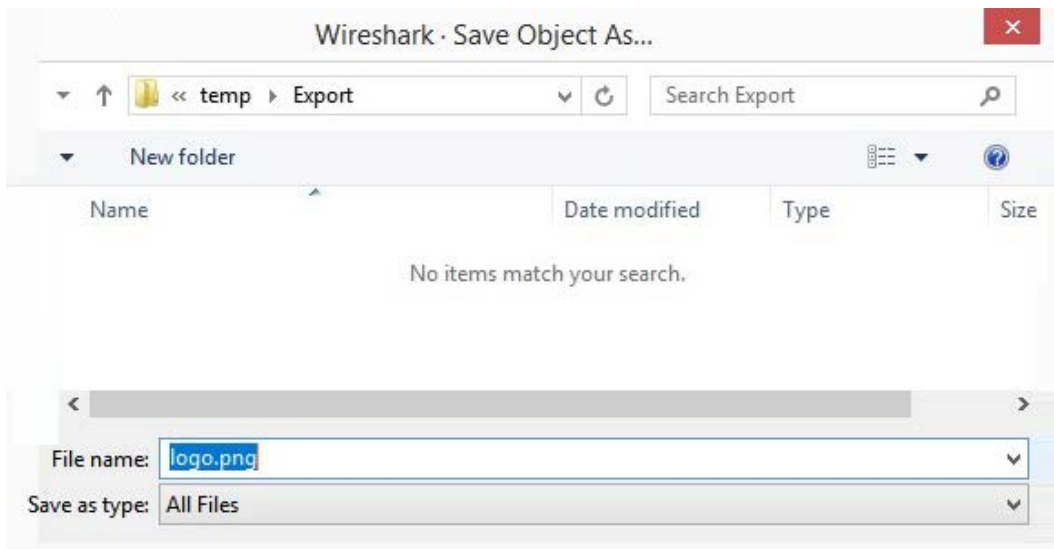 Wireshark · Save Object As...
« temp Export Search Export
New folder
Name Date modified Type Size
No items match your search.
File name: logo.png
Save as type: All Files